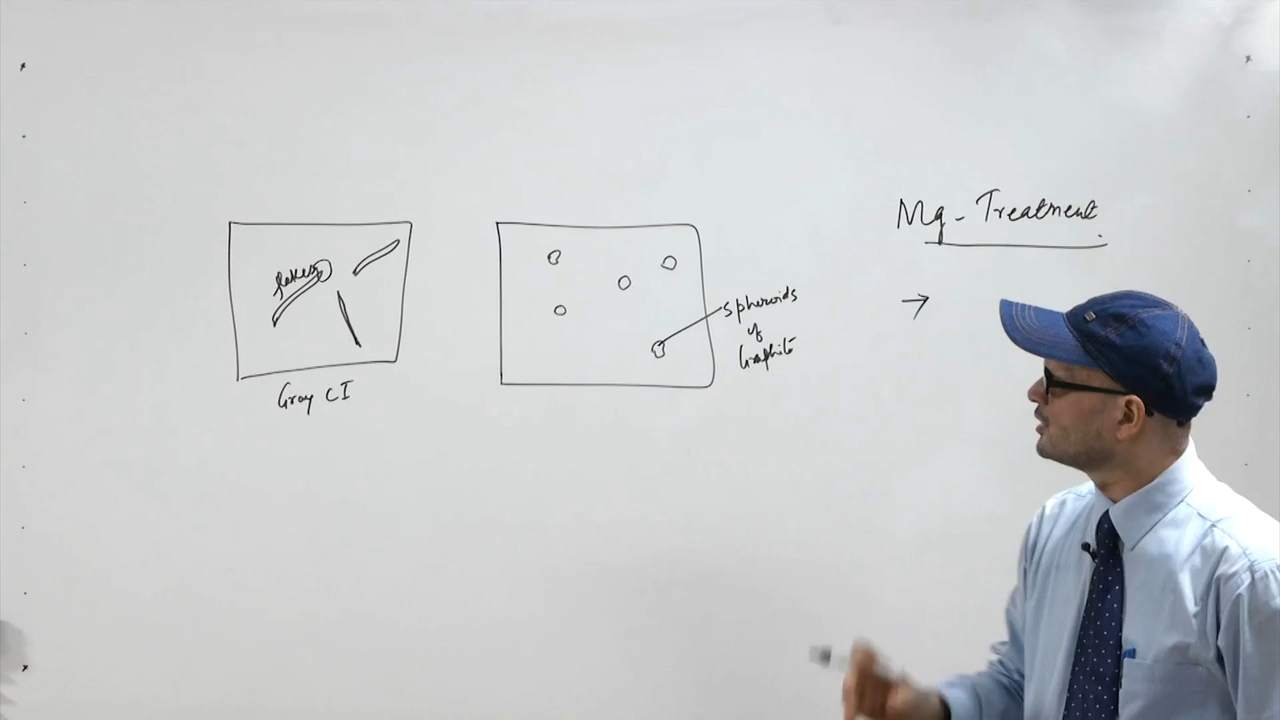 Mg - Treatment
flakes
spheroids
of
Graphite
→
Gray CI